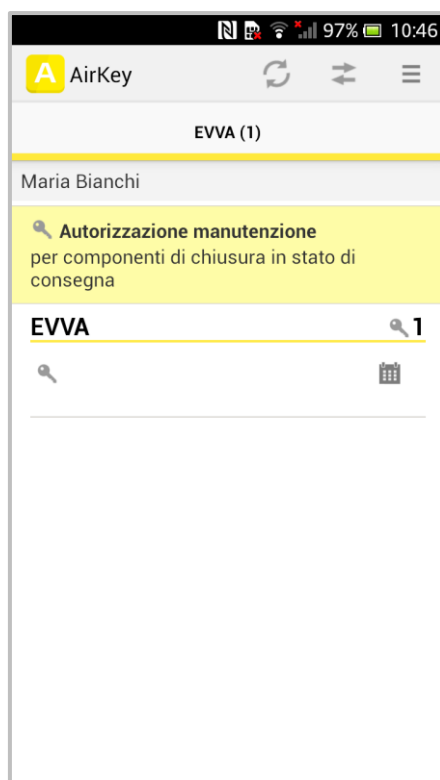 97% 10:46
A AirKey
EVVA (1)
Maria Bianchi
Autorizzazione manutenzione
per componenti di chiusura in stato di
consegna
EVVA 1